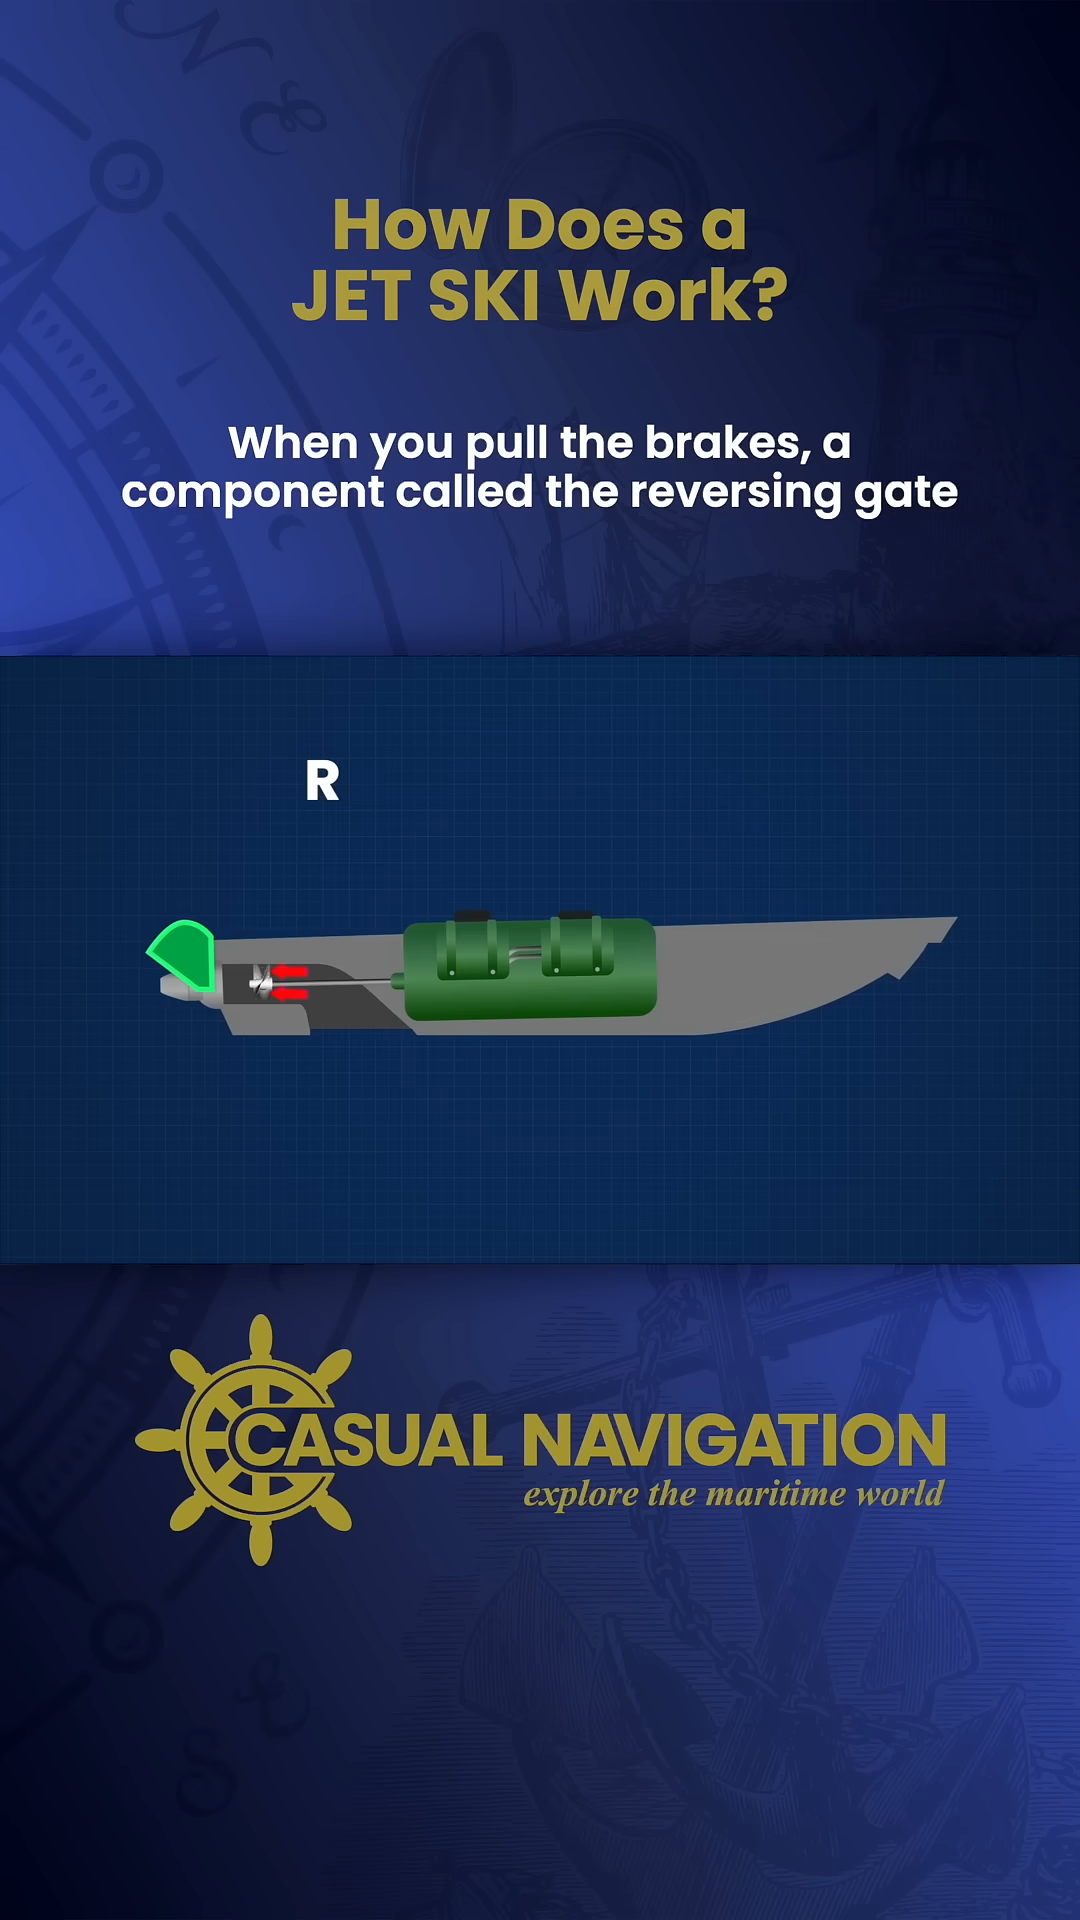 N
E
How Does a
JET SKI Work?
When you pull the brakes, a
component called the reversing gate
R
CASUAL NAVIGATION
explore the maritime world
E
S